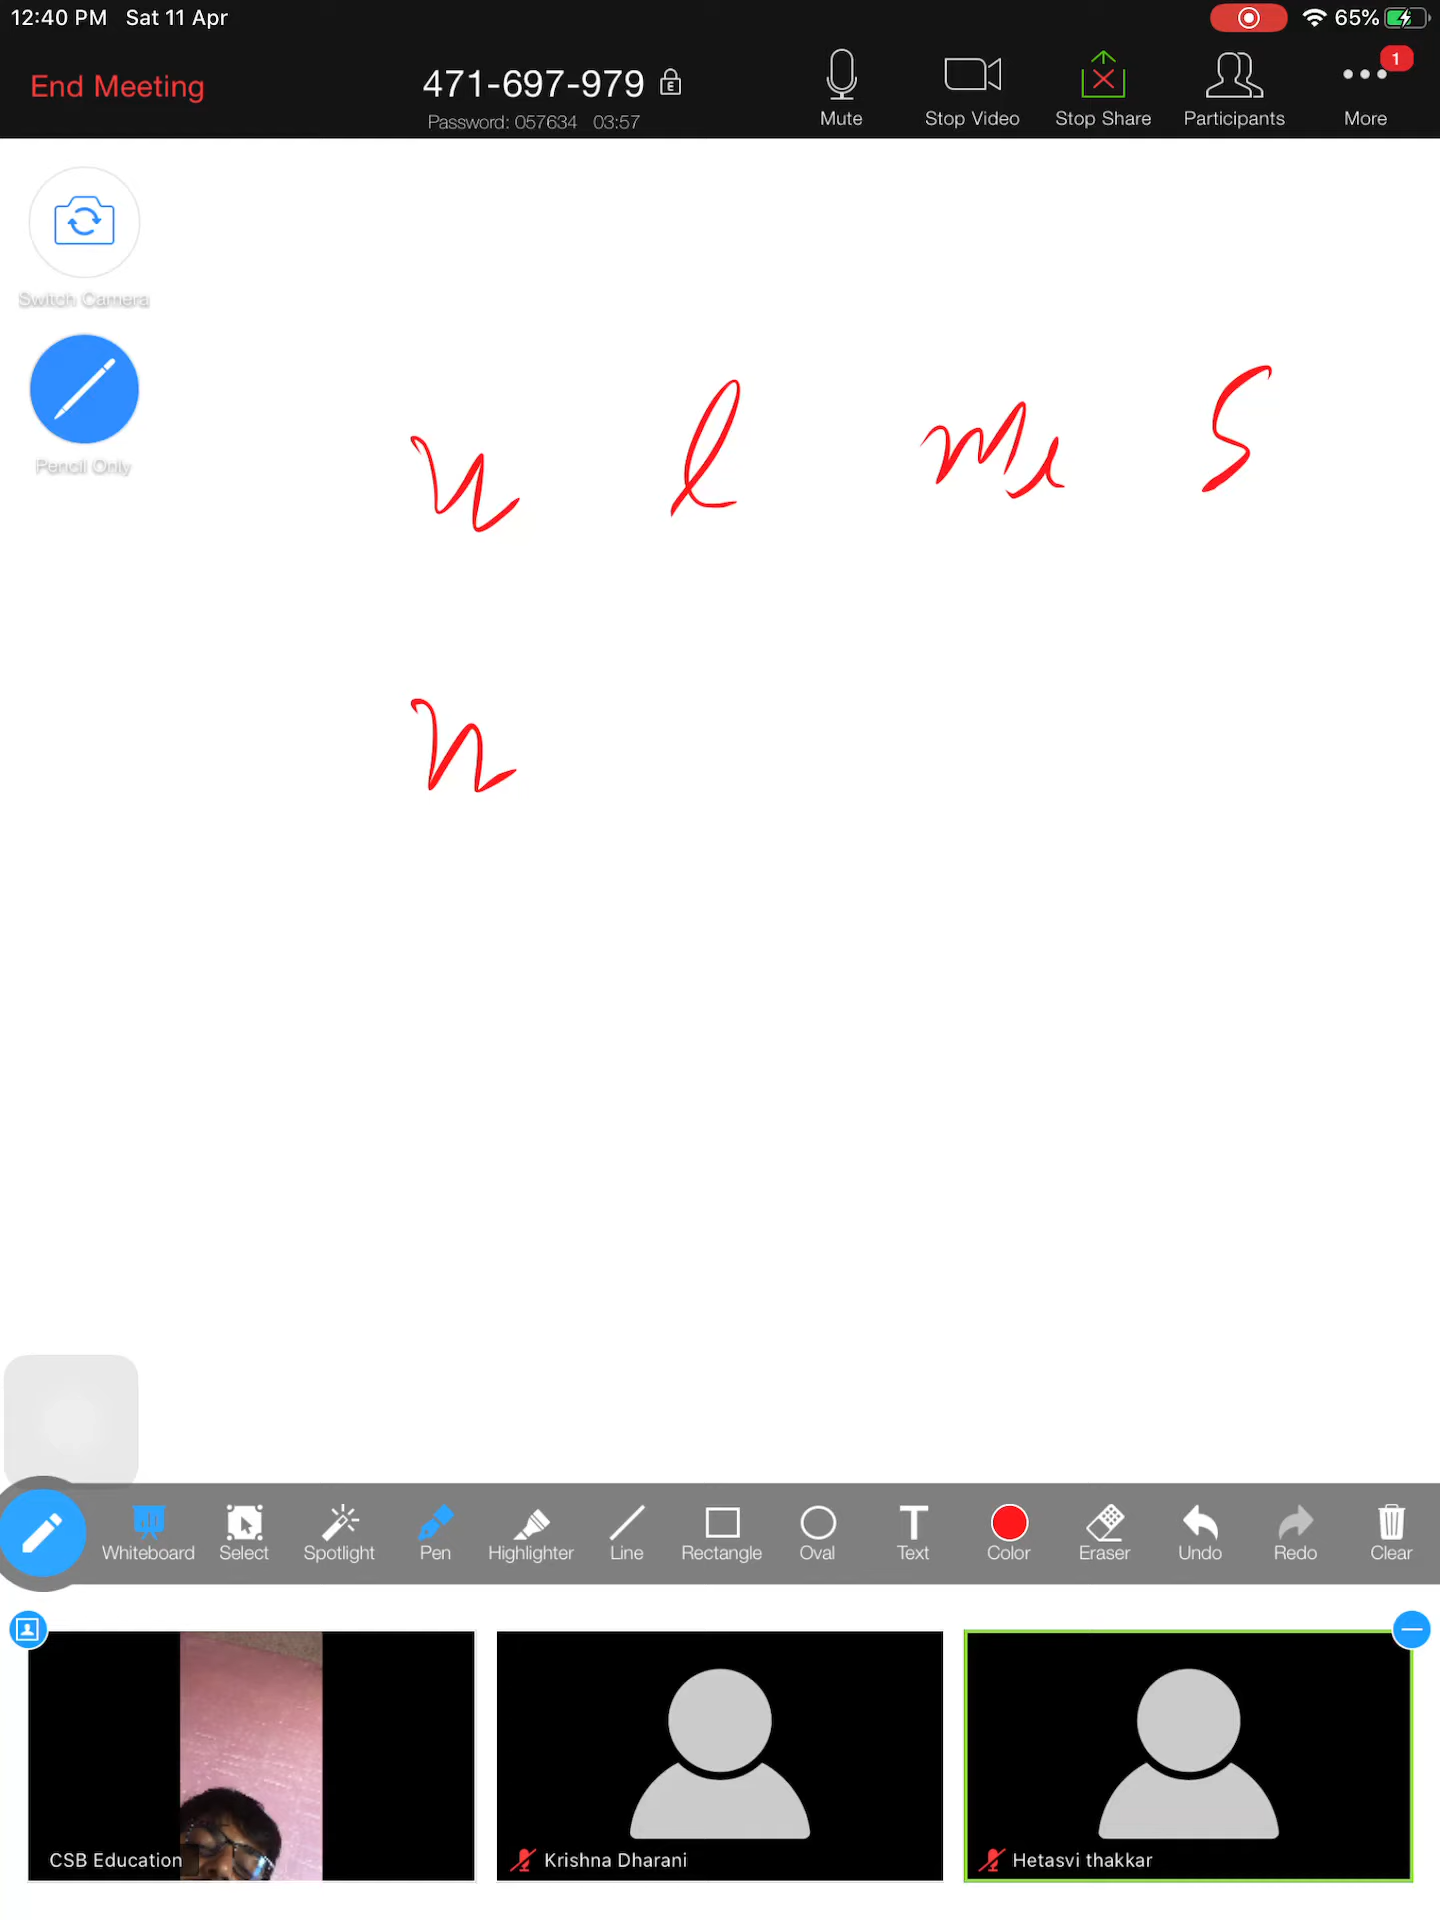 12:40 PM Sat 11 Apr 65%
End Meeting
471-697-979
Password: 057634 03:57
Mute Stop Video Stop Share Participants More 1
Switch Camera
Pencil Only
n l ml s
n
Whiteboard Select Spotlight Pen Highlighter Line Rectangle Oval Text Color Eraser Undo Redo Clear
CSB Education Krishna Dharani Hetasvi thakkar